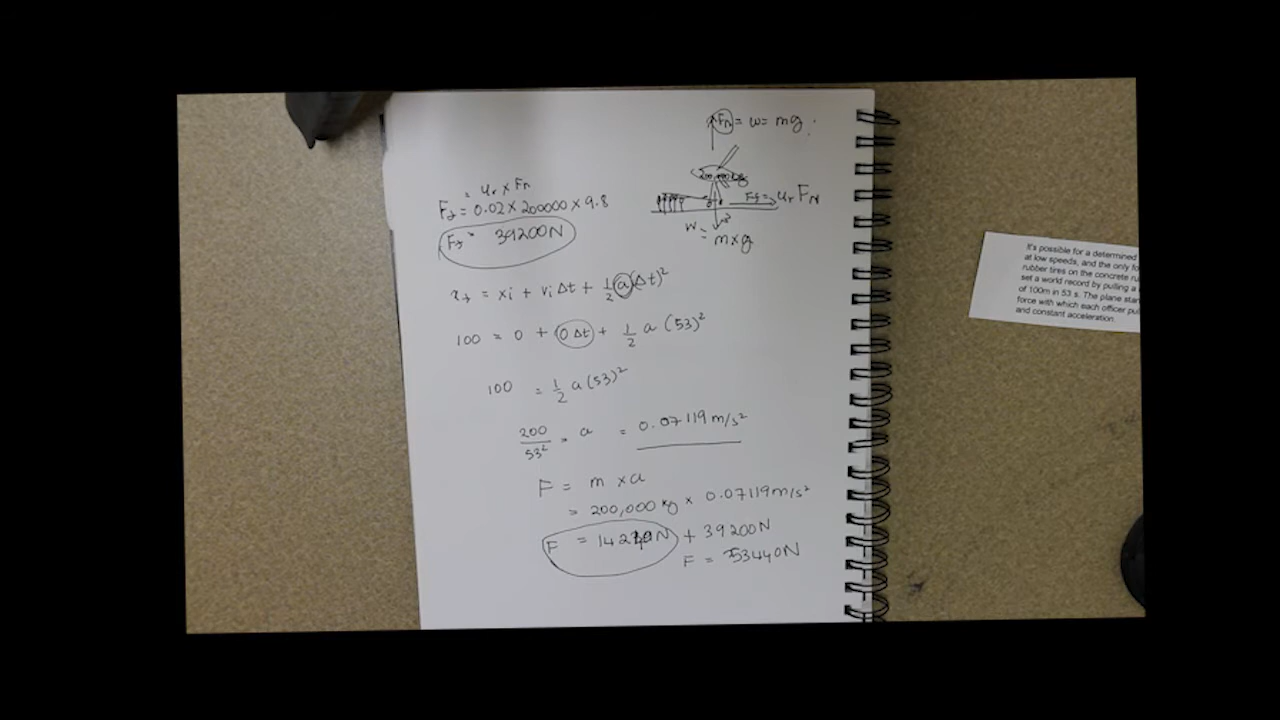 Fn = w = mg.
200,000kg
Ff = ur FN
W = m×g
= ur × Fn
Ff = 0.02 × 200000 × 9.8
Ff = 39200N
xf = xi + vi Δt + 1/2 a (Δt)²
100 = 0 + 0 Δt + 1/2 a (53)²
100 = 1/2 a (53)²
200/53² = a = 0.07119 m/s²
F = m × a
= 200,000 kg × 0.07119 m/s²
F = 14240N + 39200N
F = 53440N
It's possible for a determined
at low speeds, and the only fo
rubber tires on the concrete ru
set a world record by pulling a
of 100m in 53 s. The plane star
force with which each officer pul
and constant acceleration.